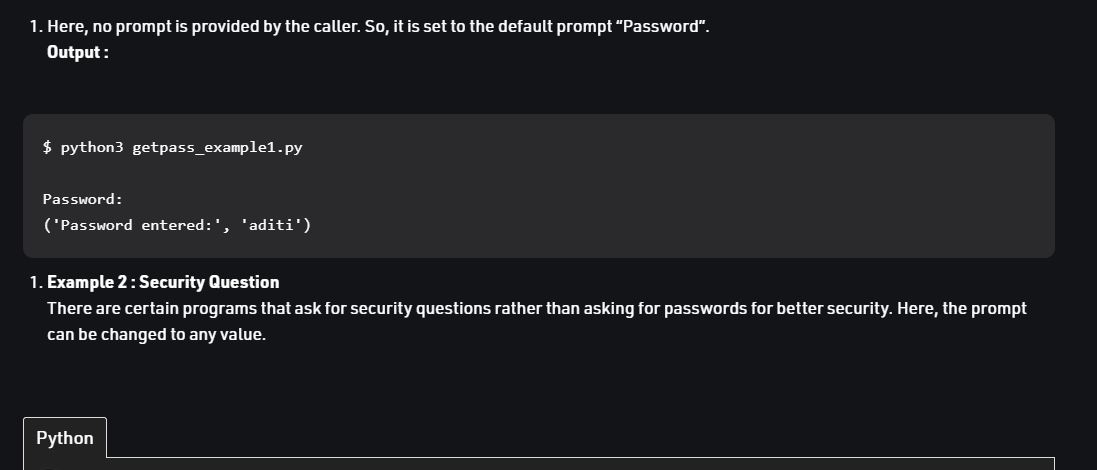 1. Here, no prompt is provided by the caller. So, it is set to the default prompt “Password”.
Output :
$ python3 getpass_example1.py
Password:
('Password entered:', 'aditi')
1. Example 2 : Security Question
There are certain programs that ask for security questions rather than asking for passwords for better security. Here, the prompt
can be changed to any value.
Python